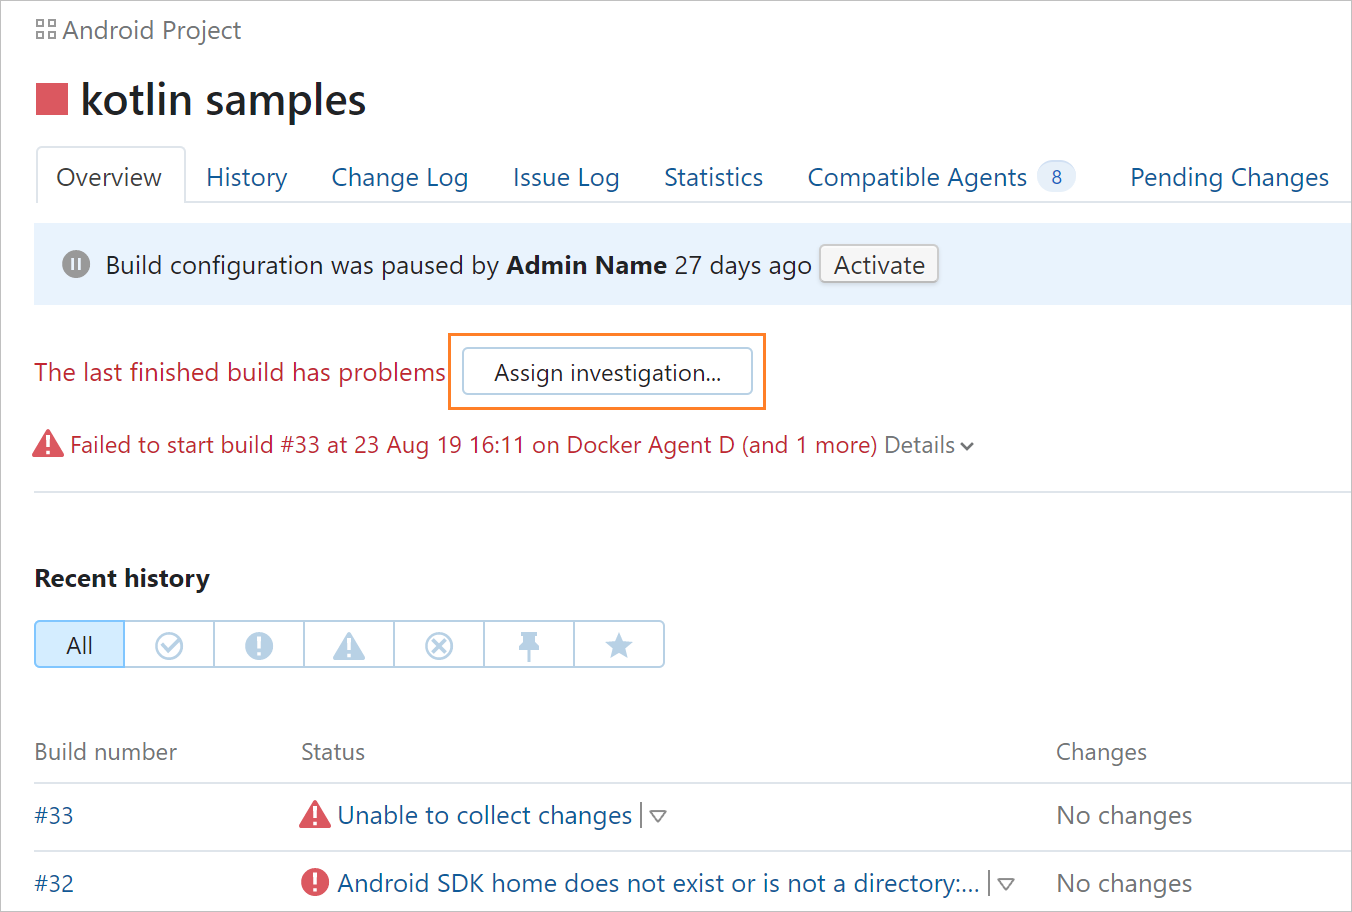 Android Project
kotlin samples
Overview History Change Log Issue Log Statistics Compatible Agents 8 Pending Changes
Build configuration was paused by Admin Name 27 days ago Activate
The last finished build has problems Assign investigation...
Failed to start build #33 at 23 Aug 19 16:11 on Docker Agent D (and 1 more) Details
Recent history
All
Build number Status Changes
#33 Unable to collect changes No changes
#32 Android SDK home does not exist or is not a directory:... No changes